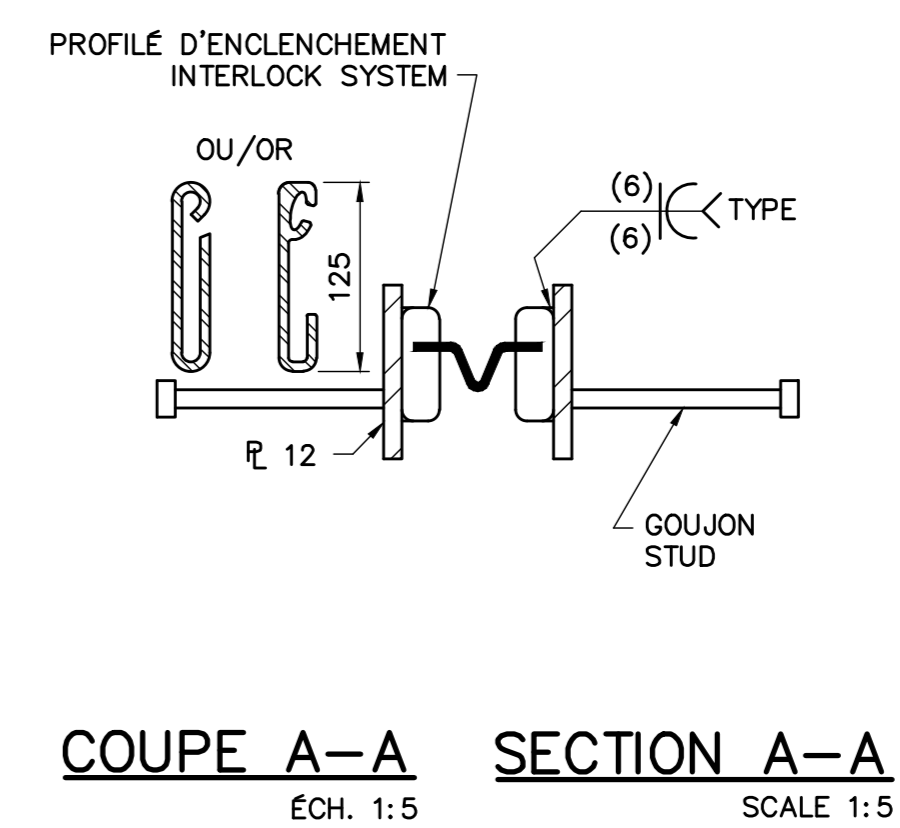 PROFILÉ D'ENCLENCHEMENT
INTERLOCK SYSTEM
OU/OR
125
(6)
(6)
TYPE
℄ 12
GOUJON
STUD
COUPE A-A
ÉCH. 1:5
SECTION A-A
SCALE 1:5